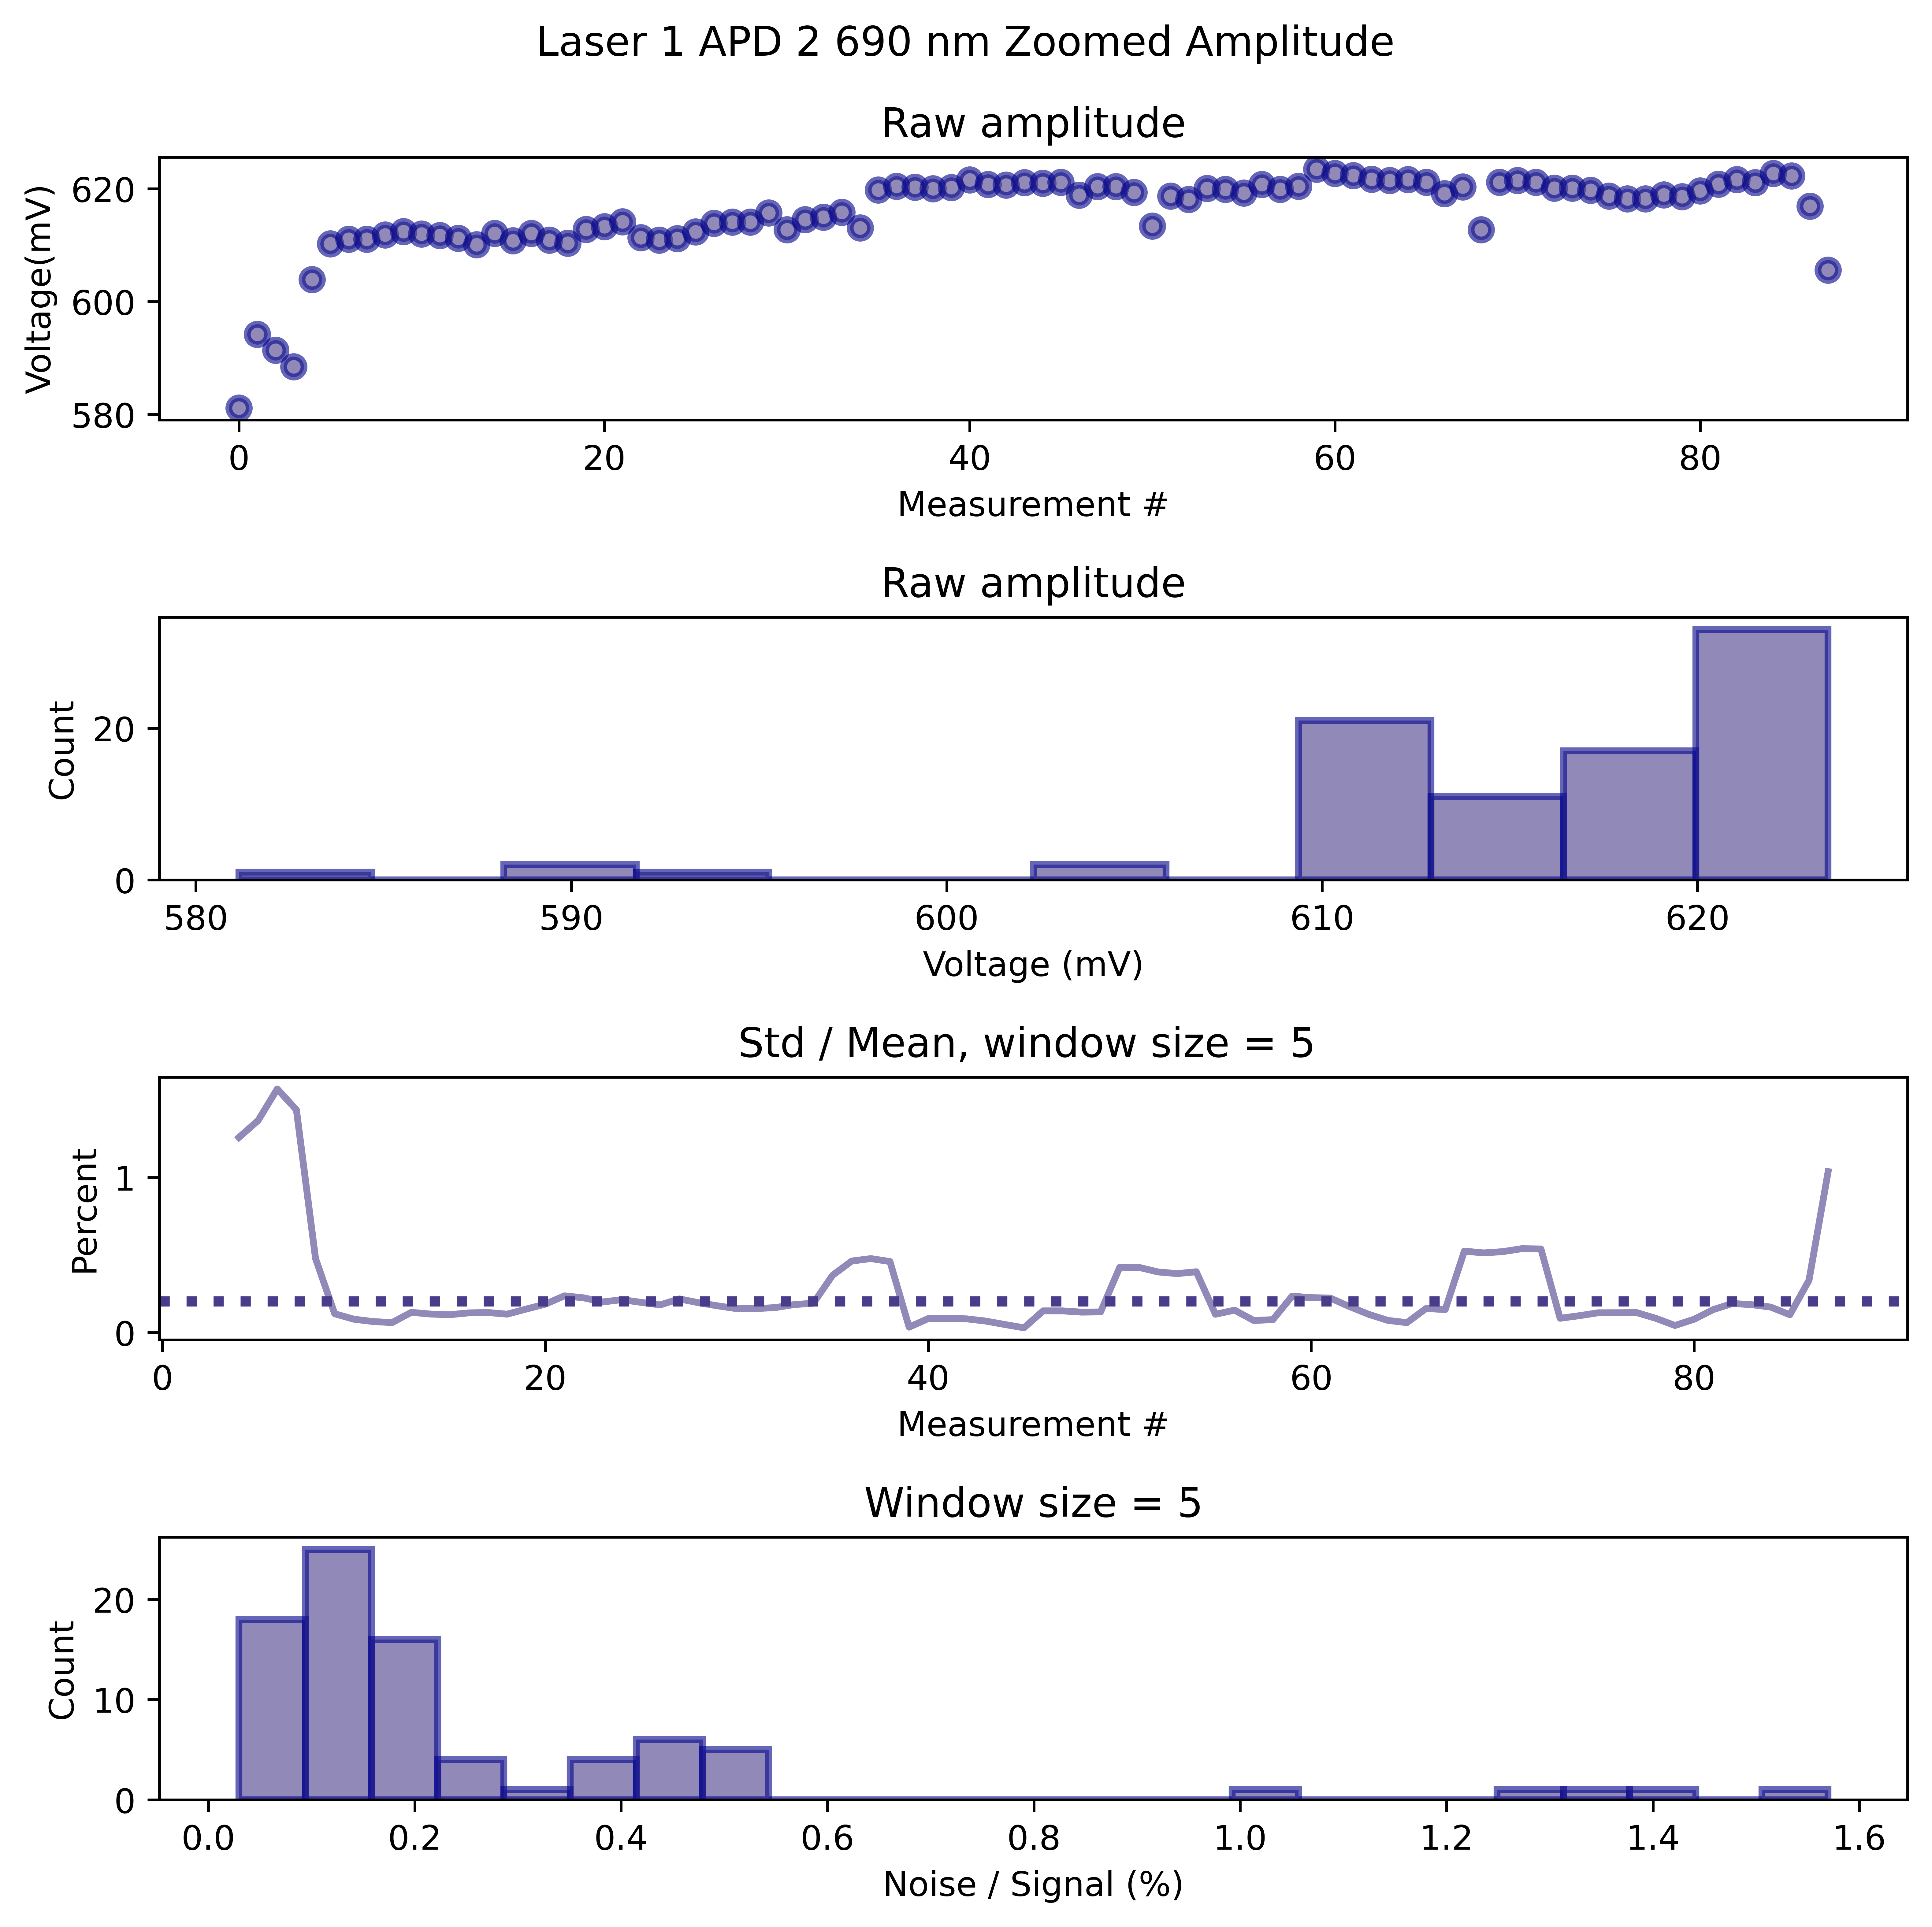 Laser 1 APD 2 690 nm Zoomed Amplitude
Raw amplitude
Voltage(mV)
620
600
580
0 20 40 60 80
Measurement #
Raw amplitude
Count
20
0
580 590 600 610 620
Voltage (mV)
Std / Mean, window size = 5
Percent
1
0
0 20 40 60 80
Measurement #
Window size = 5
Count
20
10
0
0.0 0.2 0.4 0.6 0.8 1.0 1.2 1.4 1.6
Noise / Signal (%)